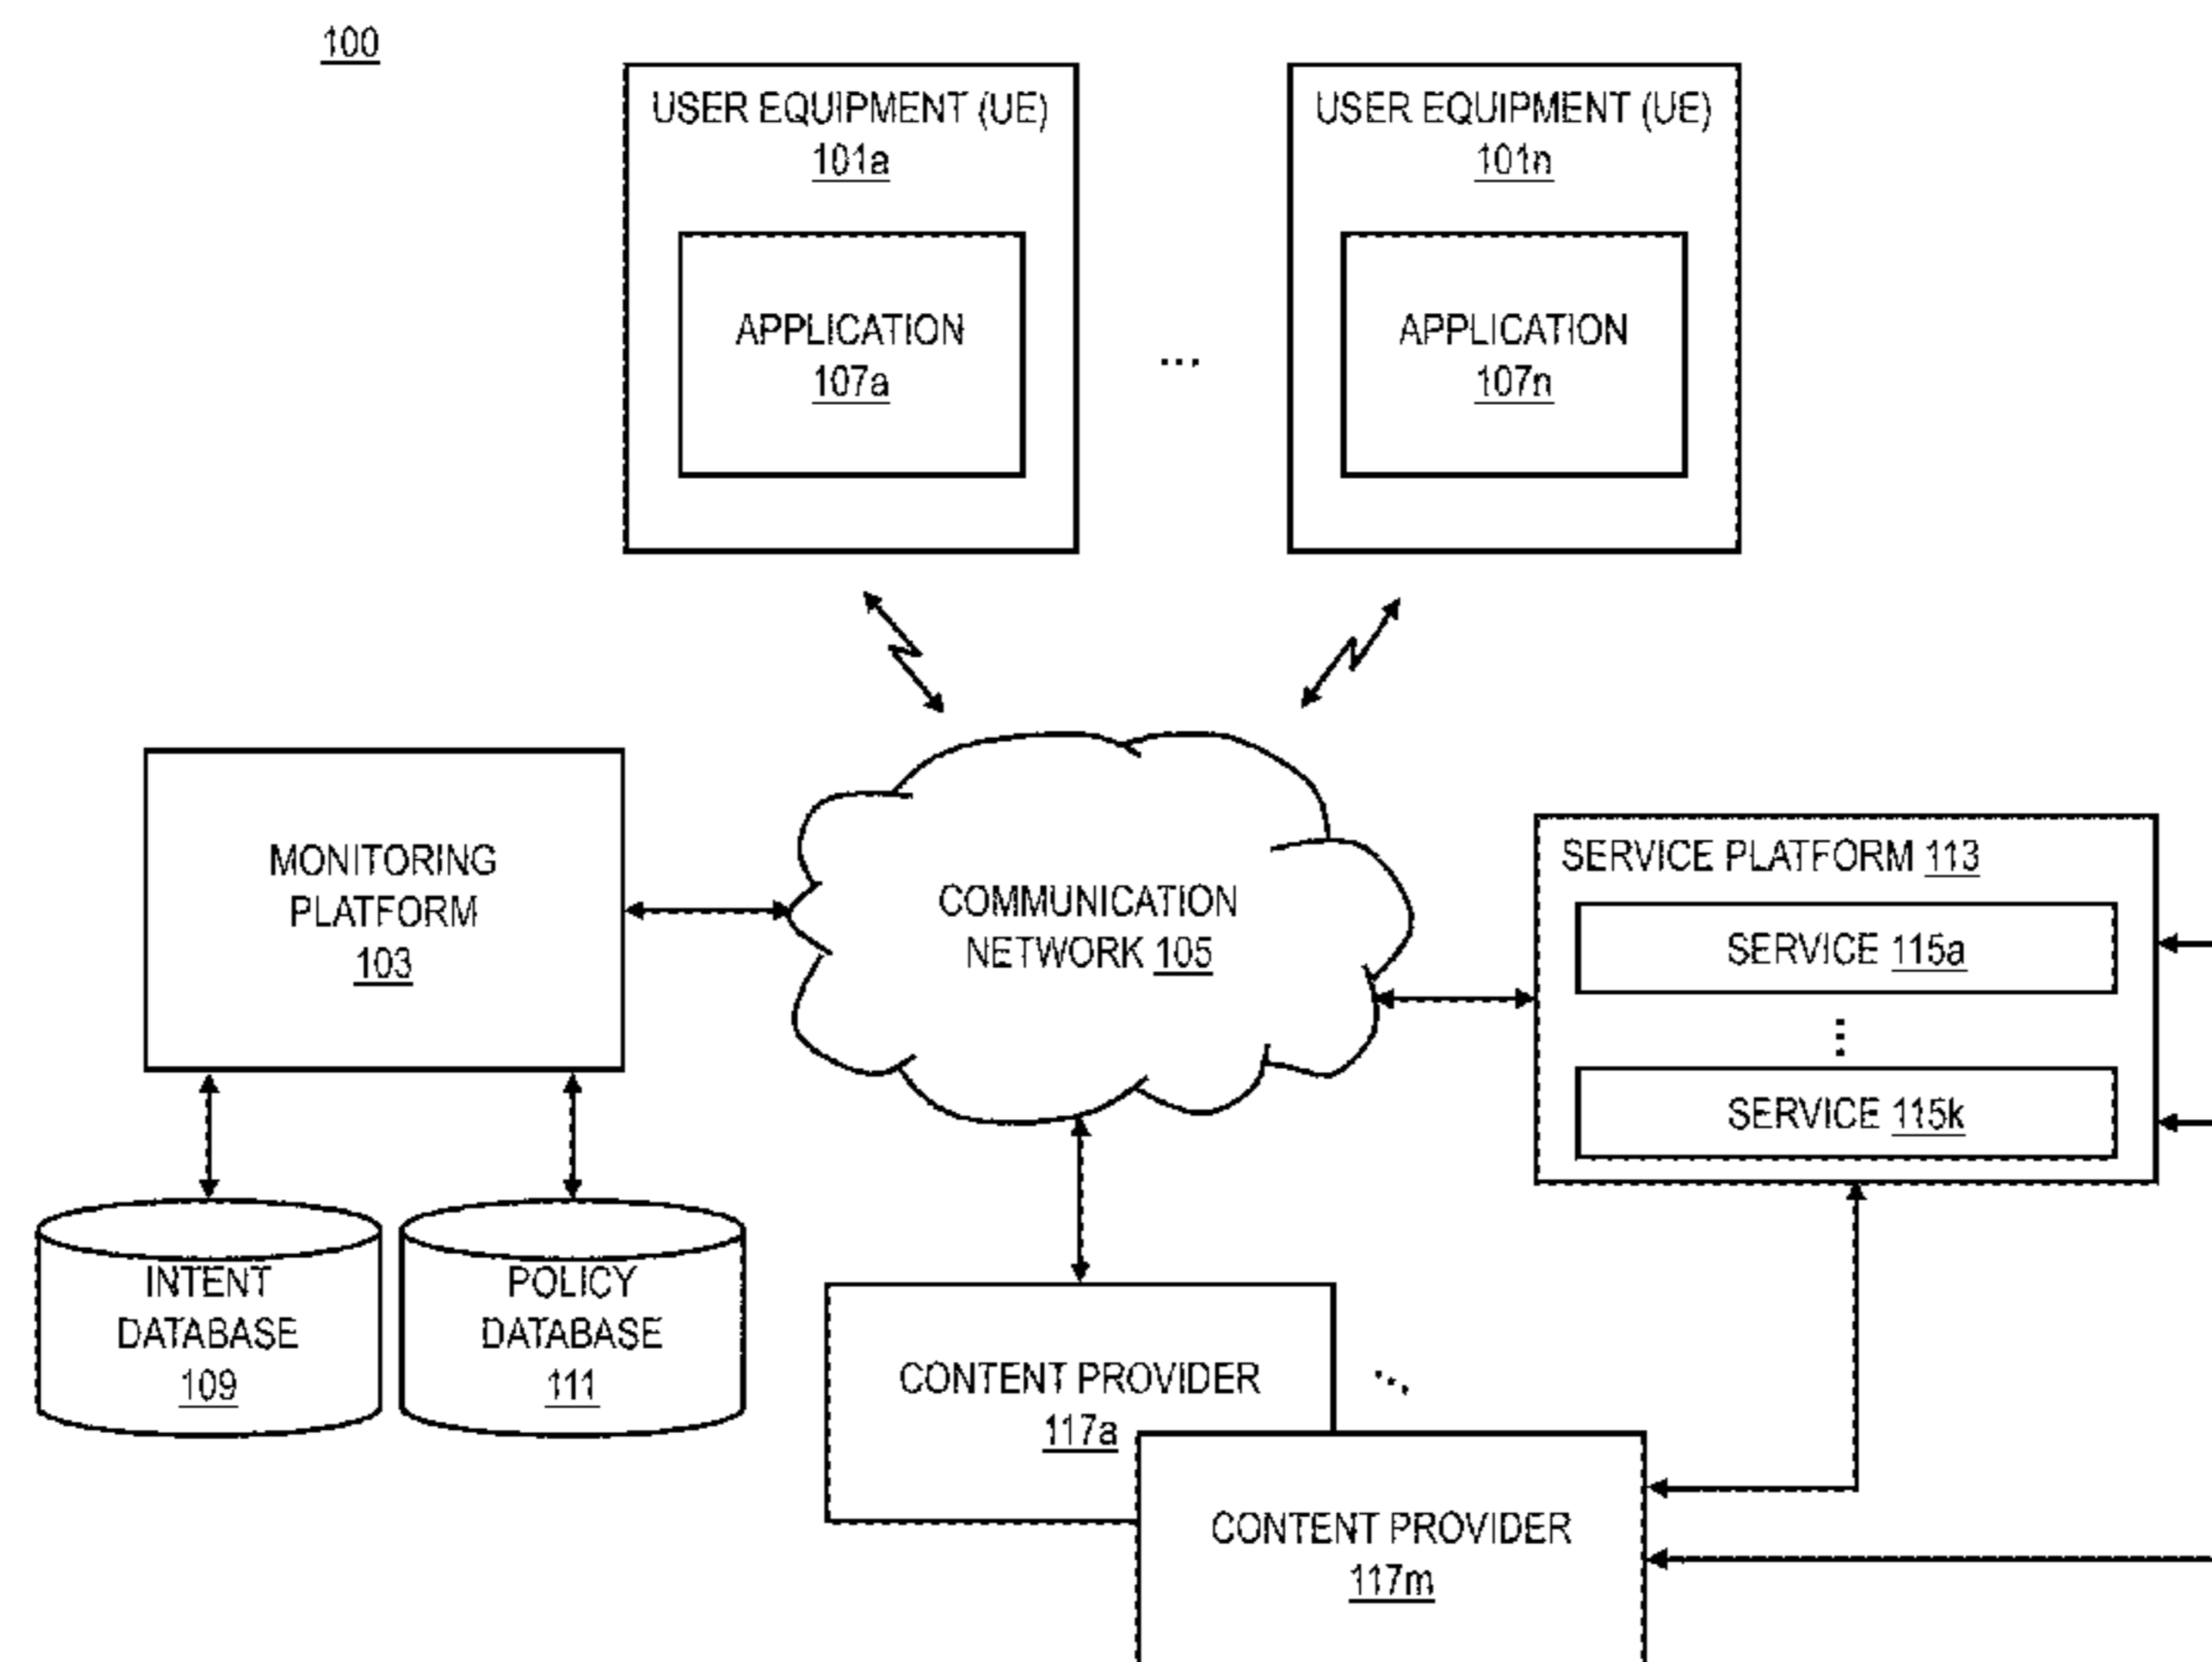 100
USER EQUIPMENT (UE)
101a
APPLICATION
107a
...
USER EQUIPMENT (UE)
101n
APPLICATION
107n
MONITORING
PLATFORM
103
COMMUNICATION
NETWORK 105
SERVICE PLATFORM 113
SERVICE 115a
...
SERVICE 115k
INTENT
DATABASE
109
POLICY
DATABASE
111
CONTENT PROVIDER
117a
...
CONTENT PROVIDER
117m